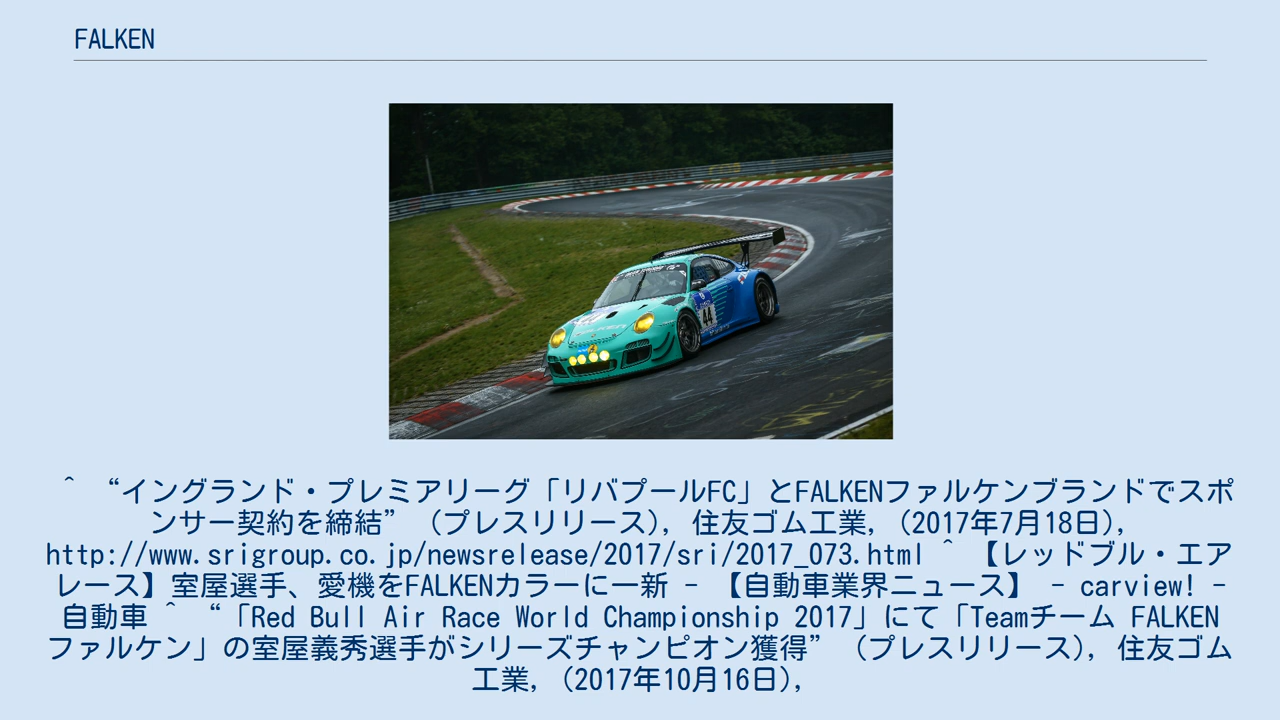 FALKEN
44
^ “イングランド・プレミアリーグ「リバプールFC」とFALKENファルケンブランドでスポ
ンサー契約を締結” (プレスリリース), 住友ゴム工業, (2017年7月18日),
http://www.srigroup.co.jp/newsrelease/2017/sri/2017_073.html ^ 【レッドブル・エア
レース】室屋選手、愛機をFALKENカラーに一新 - 【自動車業界ニュース】 - carview! -
自動車 ^ “「Red Bull Air Race World Championship 2017」にて「Teamチーム FALKEN
ファルケン」の室屋義秀選手がシリーズチャンピオン獲得” (プレスリリース), 住友ゴム
工業, (2017年10月16日),